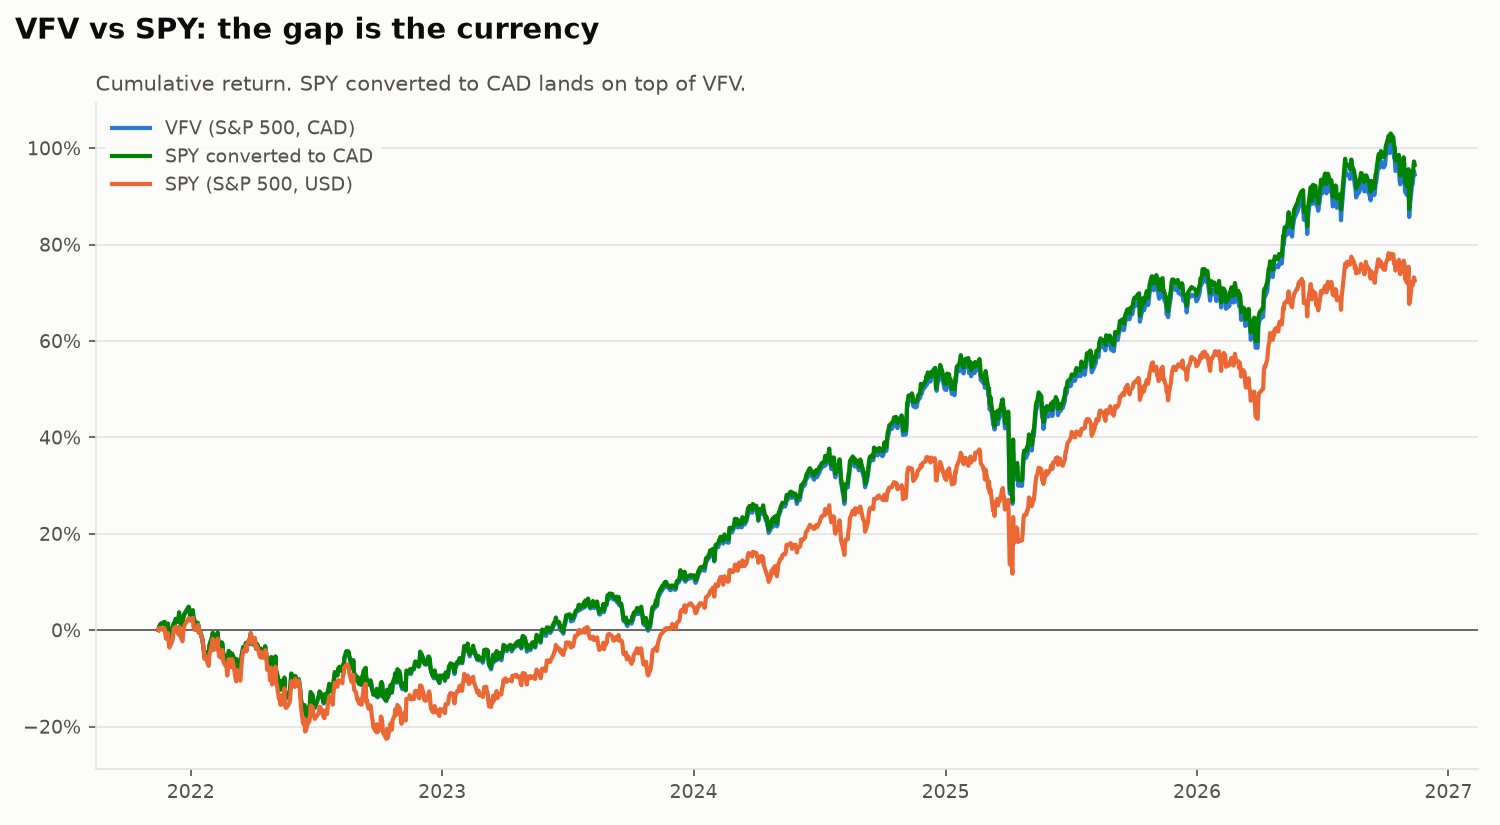 VFV vs SPY: the gap is the currency
Cumulative return. SPY converted to CAD lands on top of VFV.
VFV (S&P 500, CAD)
SPY converted to CAD
SPY (S&P 500, USD)
100%
80%
60%
40%
20%
0%
−20%
2022
2023
2024
2025
2026
2027